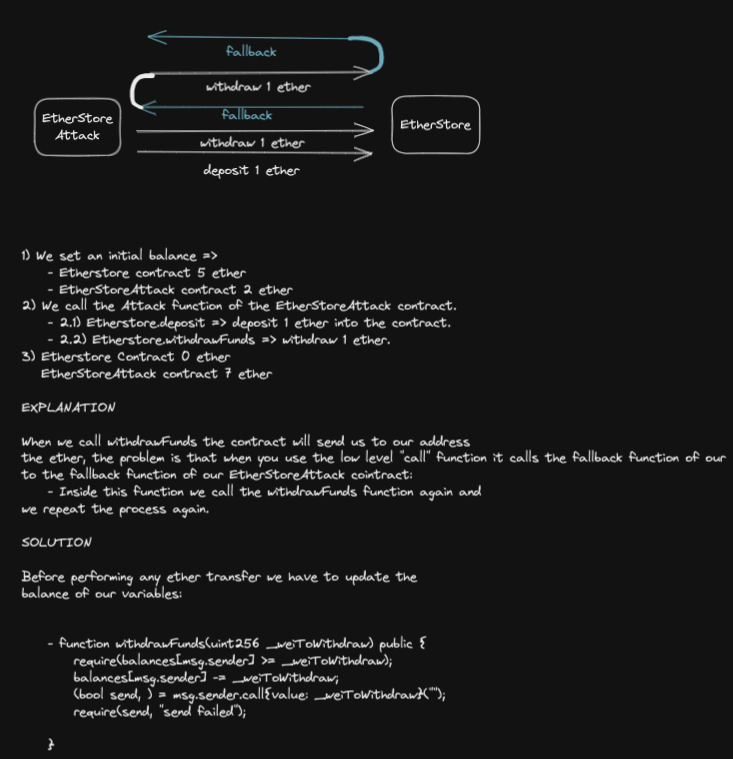 fallback
withdraw 1 ether
fallback
EtherStore
Attack
EtherStore
withdraw 1 ether
deposit 1 ether
1) We set an initial balance =>
- Etherstore contract 5 ether
- EtherStoreAttack contract 2 ether
2) We call the Attack function of the EtherStoreAttack contract.
- 2.1) Etherstore.deposit => deposit 1 ether into the contract.
- 2.2) Etherstore.withdrawFunds => withdraw 1 ether.
3) Etherstore Contract 0 ether
EtherStoreAttack contract 7 ether
EXPLANATION
When we call withdrawFunds the contract will send us to our address
the ether, the problem is that when you use the low level "call" function it calls the fallback function of our
to the fallback function of our EtherStoreAttack cointract:
- Inside this function we call the withdrawFunds function again and
we repeat the process again.
SOLUTION
Before performing any ether transfer we have to update the
balance of our variables:
- function withdrawFunds(uint256 _weiToWithdraw) public {
require(balances[msg.sender] >= _weiToWithdraw);
balances[msg.sender] -= _weiToWithdraw;
(bool send, ) = msg.sender.call{value: _weiToWithdraw}("");
require(send, "send failed");
}